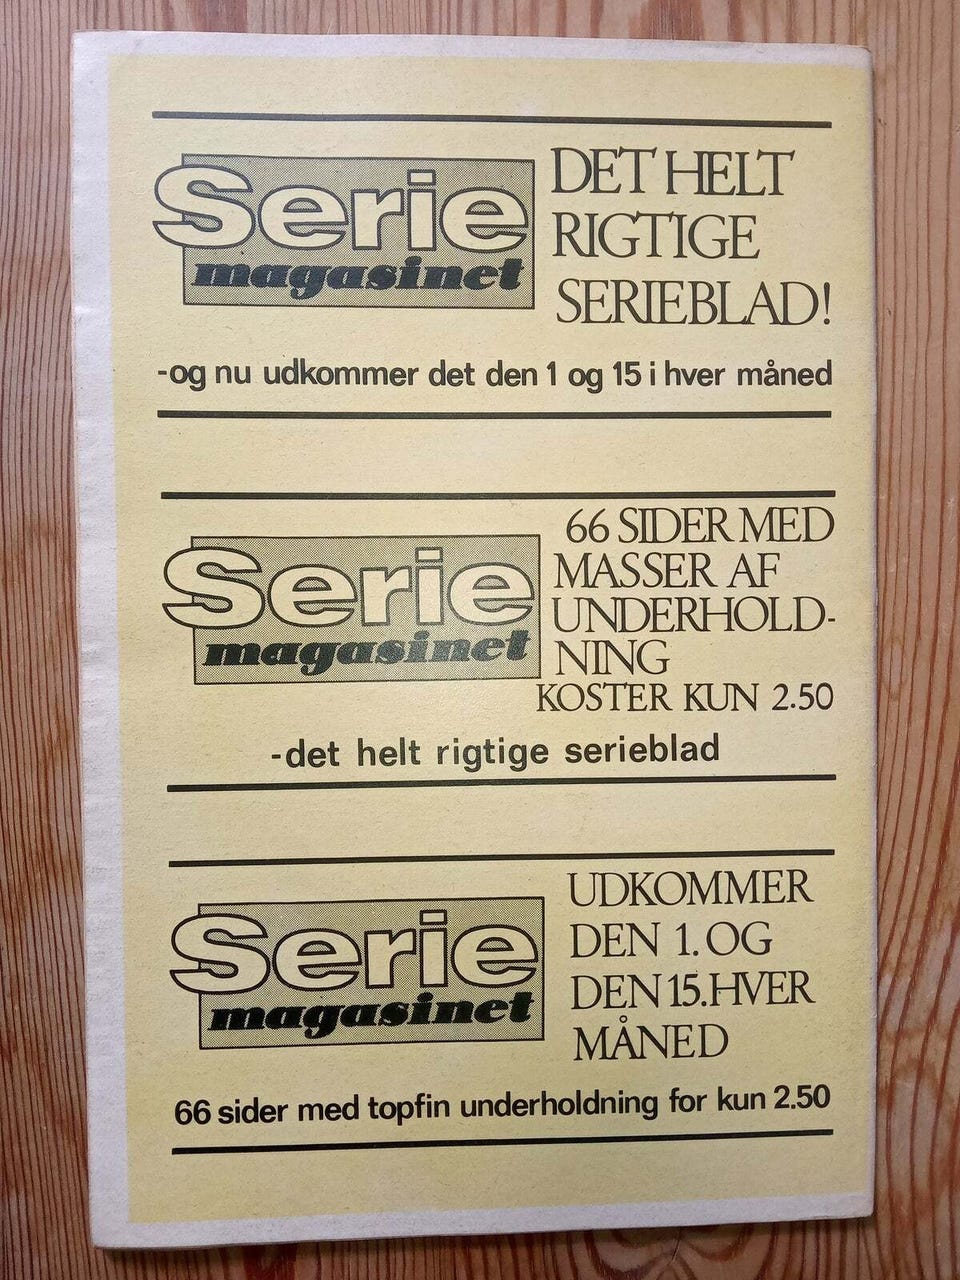 Serie
magasinet
DET HELT
RIGTIGE
SERIEBLAD!
-og nu udkommer det den 1 og 15 i hver måned
Serie
magasinet
66 SIDER MED
MASSER AF
UNDERHOLD-
NING
KOSTER KUN 2.50
-det helt rigtige serieblad
Serie
magasinet
UDKOMMER
DEN 1. OG
DEN 15. HVER
MÅNED
66 sider med topfin underholdning for kun 2.50